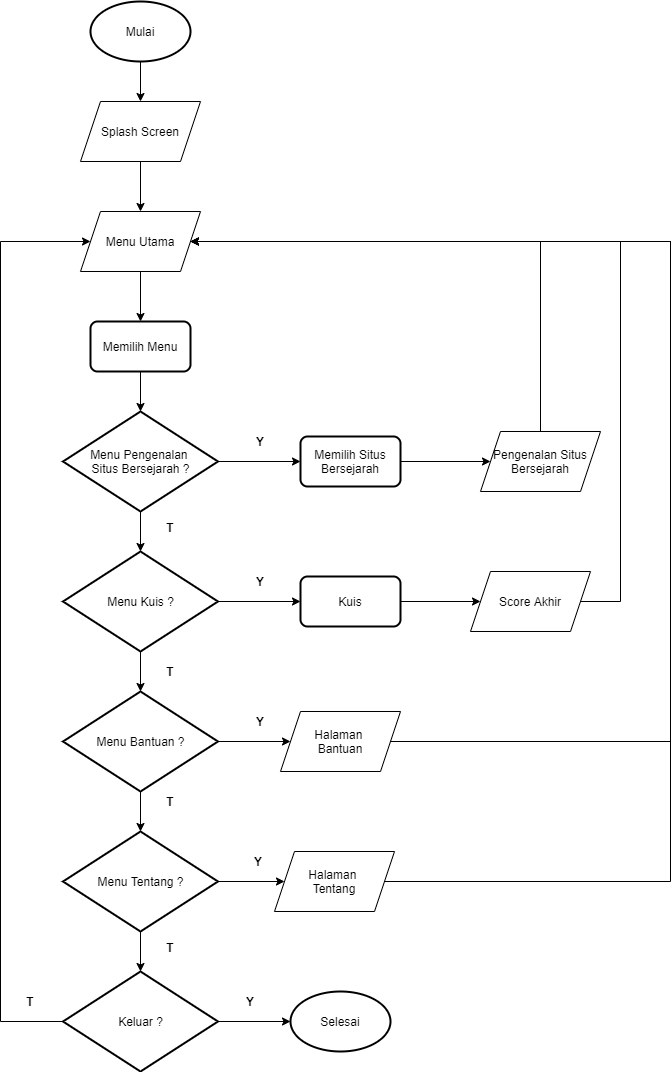 Mulai
Splash Screen
Menu Utama
Memilih Menu
Menu Pengenalan
Situs Bersejarah ?
Y
Memilih Situs
Bersejarah
Pengenalan Situs
Bersejarah
T
Menu Kuis ?
Y
Kuis
Score Akhir
T
Menu Bantuan ?
Y
Halaman
Bantuan
T
Menu Tentang ?
Y
Halaman
Tentang
T
T
Keluar ?
Y
Selesai